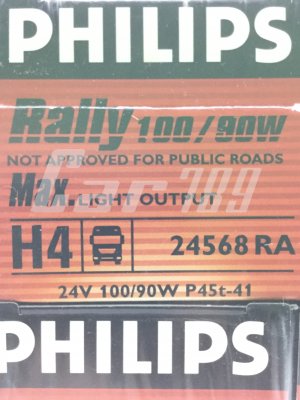 PHILIPS
Rally 100/90W
NOT APPROVED FOR PUBLIC ROADS
Max. LIGHT OUTPUT
Car789
H4 24568 RA
24V 100/90W P45t-41
PHILIPS